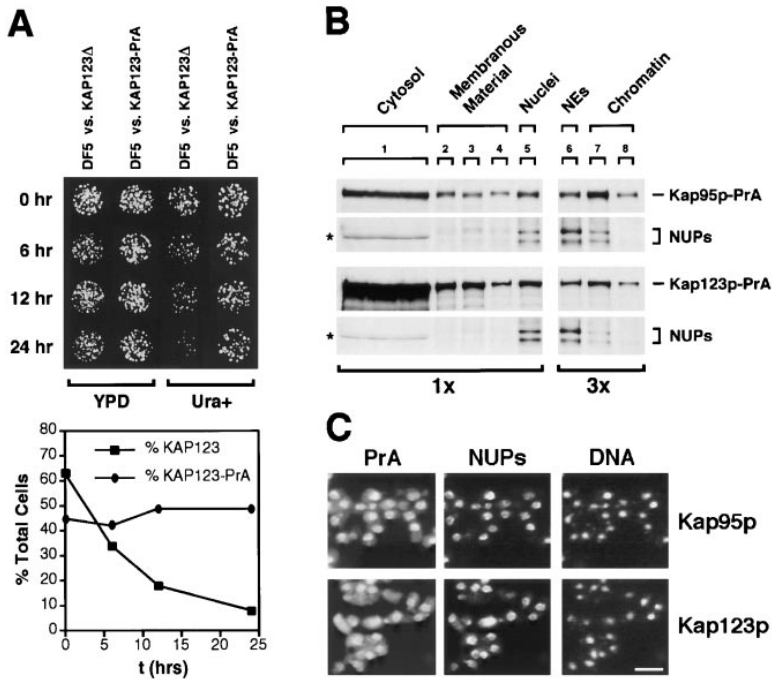 A
DF5 vs. KAP123Δ
DF5 vs. KAP123-PrA
DF5 vs. KAP123Δ
DF5 vs. KAP123-PrA
0 hr
6 hr
12 hr
24 hr
YPD
Ura+
80
70
60
50
40
30
20
10
0
% Total Cells
% KAP123
% KAP123-PrA
0 5 10 15 20 25
t (hrs)
B
Cytosol
Membranous Material
Nuclei
NEs
Chromatin
1 2 3 4 5 6 7 8
Kap95p-PrA
* NUPs
Kap123p-PrA
* NUPs
1x 3x
C
PrA NUPs DNA
Kap95p
Kap123p